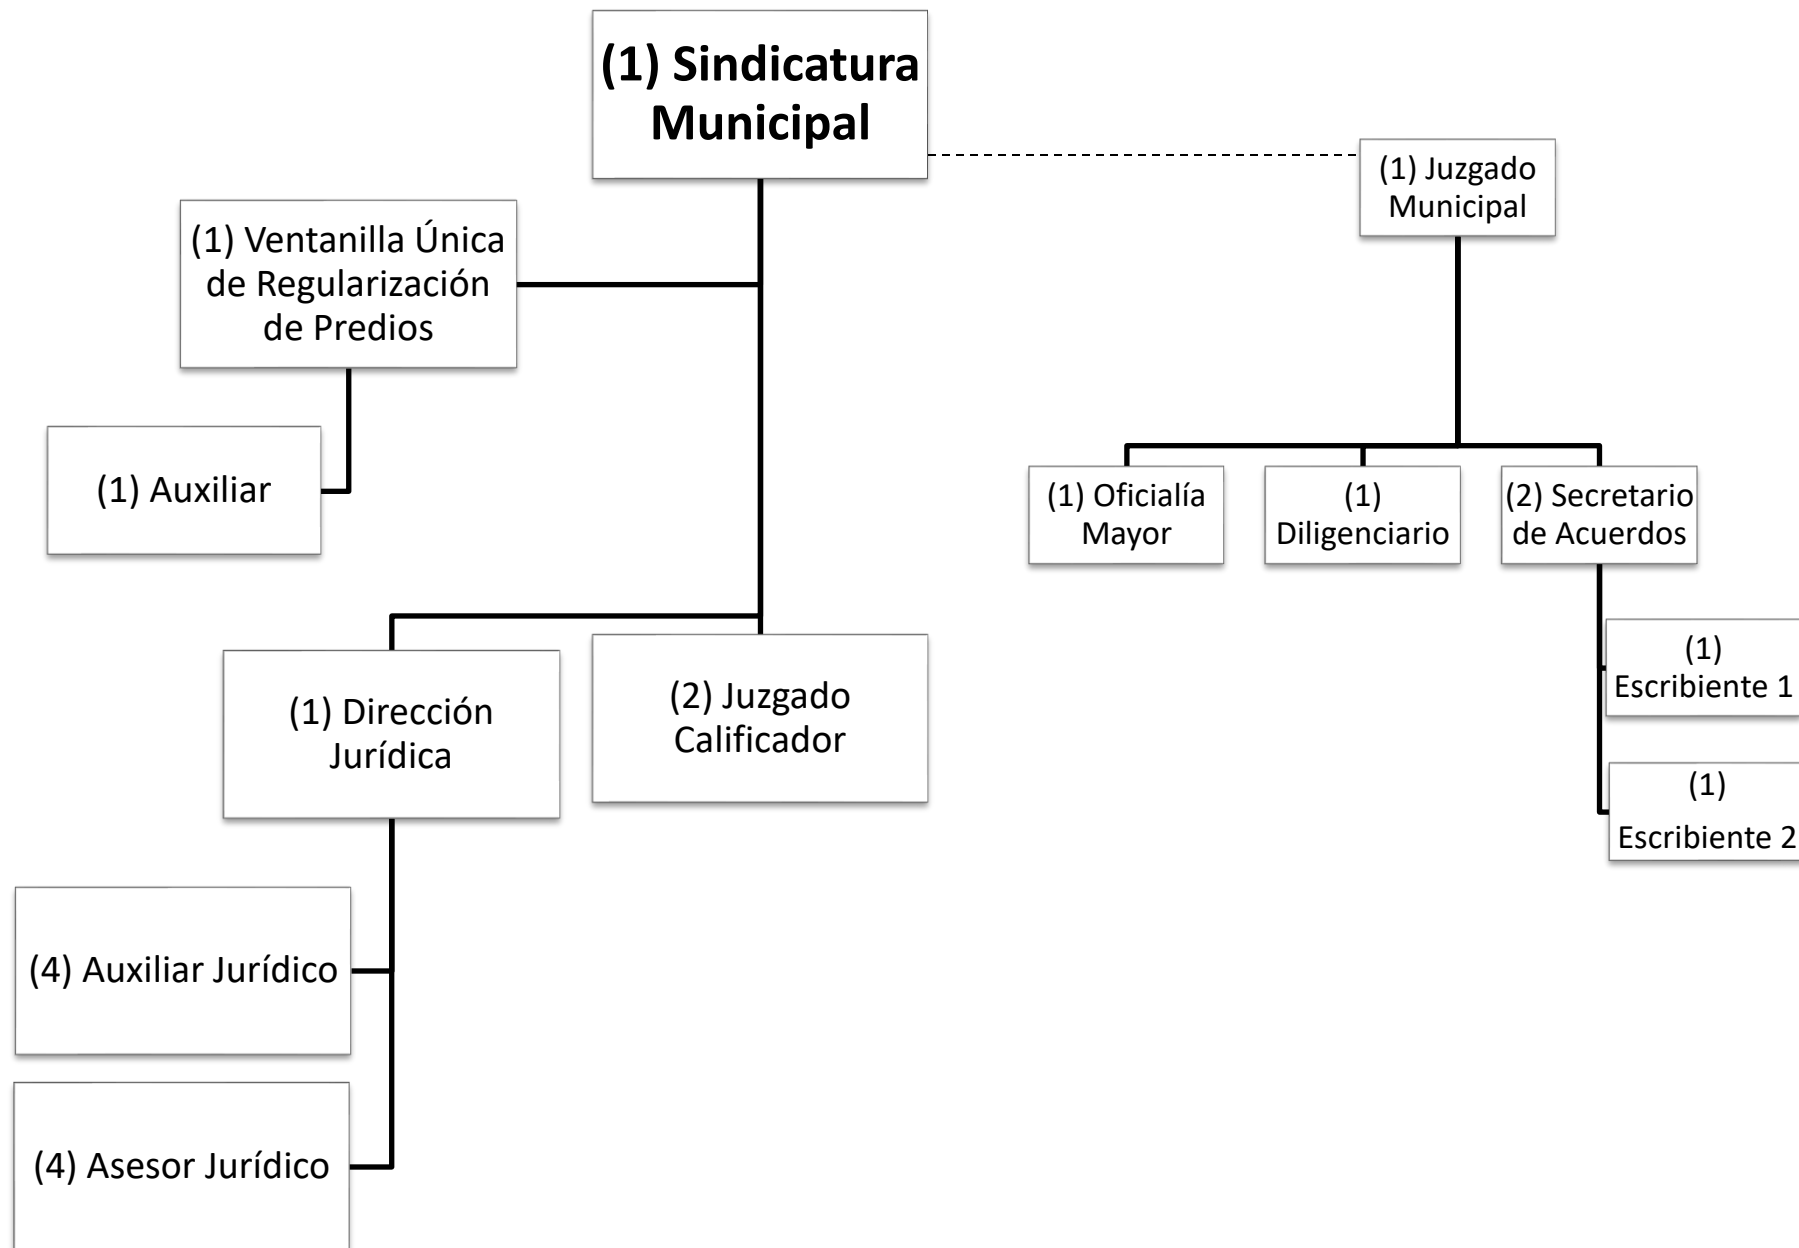 (1) Sindicatura
Municipal
(1) Juzgado
Municipal
(1) Ventanilla Única
de Regularización
de Predios
(1) Auxiliar
(1) Oficialía
Mayor
(1)
Diligenciario
(2) Secretario
de Acuerdos
(1)
Escribiente 1
(1)
Escribiente 2
(1) Dirección
Jurídica
(2) Juzgado
Calificador
(4) Auxiliar Jurídico
(4) Asesor Jurídico